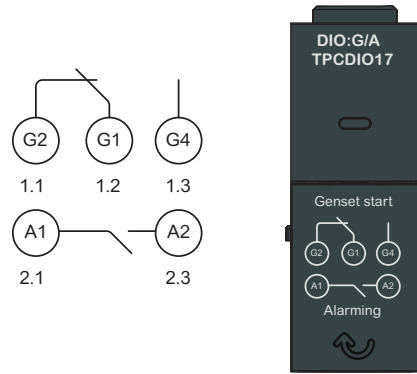 G2 G1 G4
1.1 1.2 1.3
A1 A2
2.1 2.3
DIO:G/A
TPCDIO17
Genset start
G2 G1 G4
A1 A2
Alarming